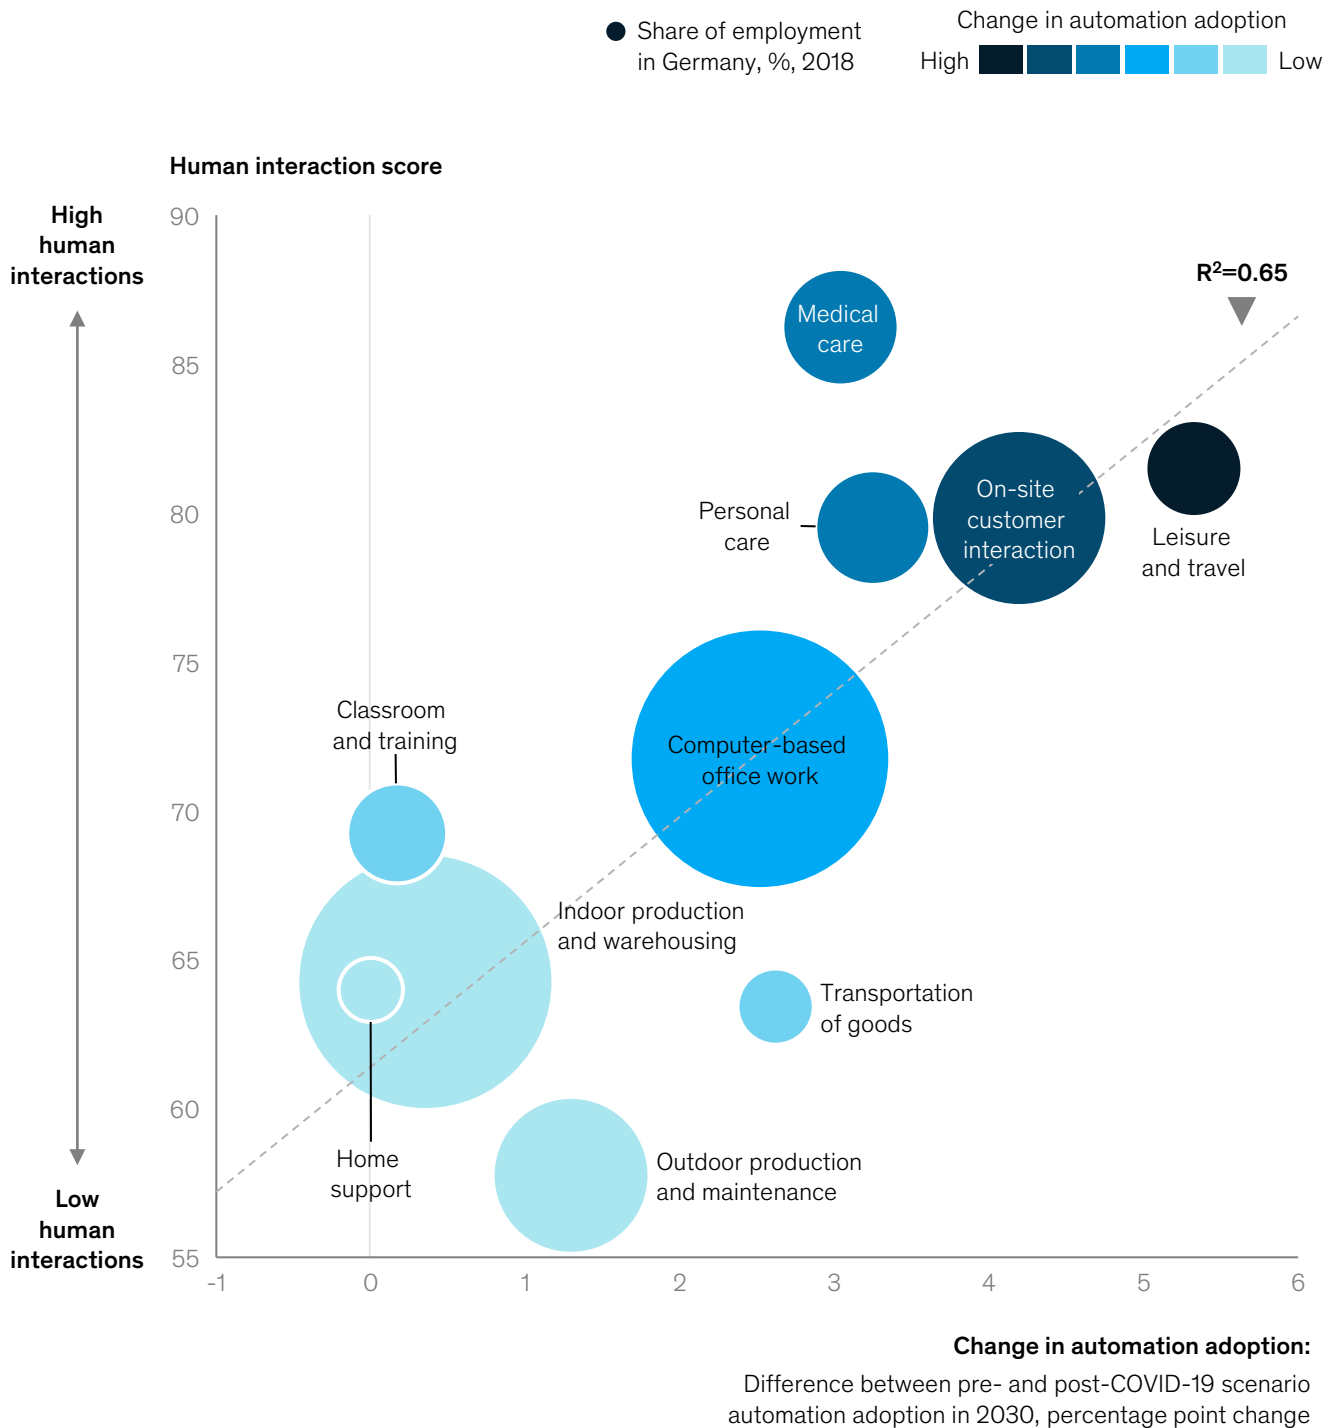 Share of employment
in Germany, %, 2018
Change in automation adoption
High
Low
Human interaction score
High
human
interactions
Low
human
interactions
90
85
80
75
70
65
60
55
R²=0.65
Medical
care
Personal
care
On-site
customer
interaction
Leisure
and travel
Classroom
and training
Computer-based
office work
Indoor production
and warehousing
Transportation
of goods
Home
support
Outdoor production
and maintenance
-1 0 1 2 3 4 5 6
Change in automation adoption:
Difference between pre- and post-COVID-19 scenario
automation adoption in 2030, percentage point change